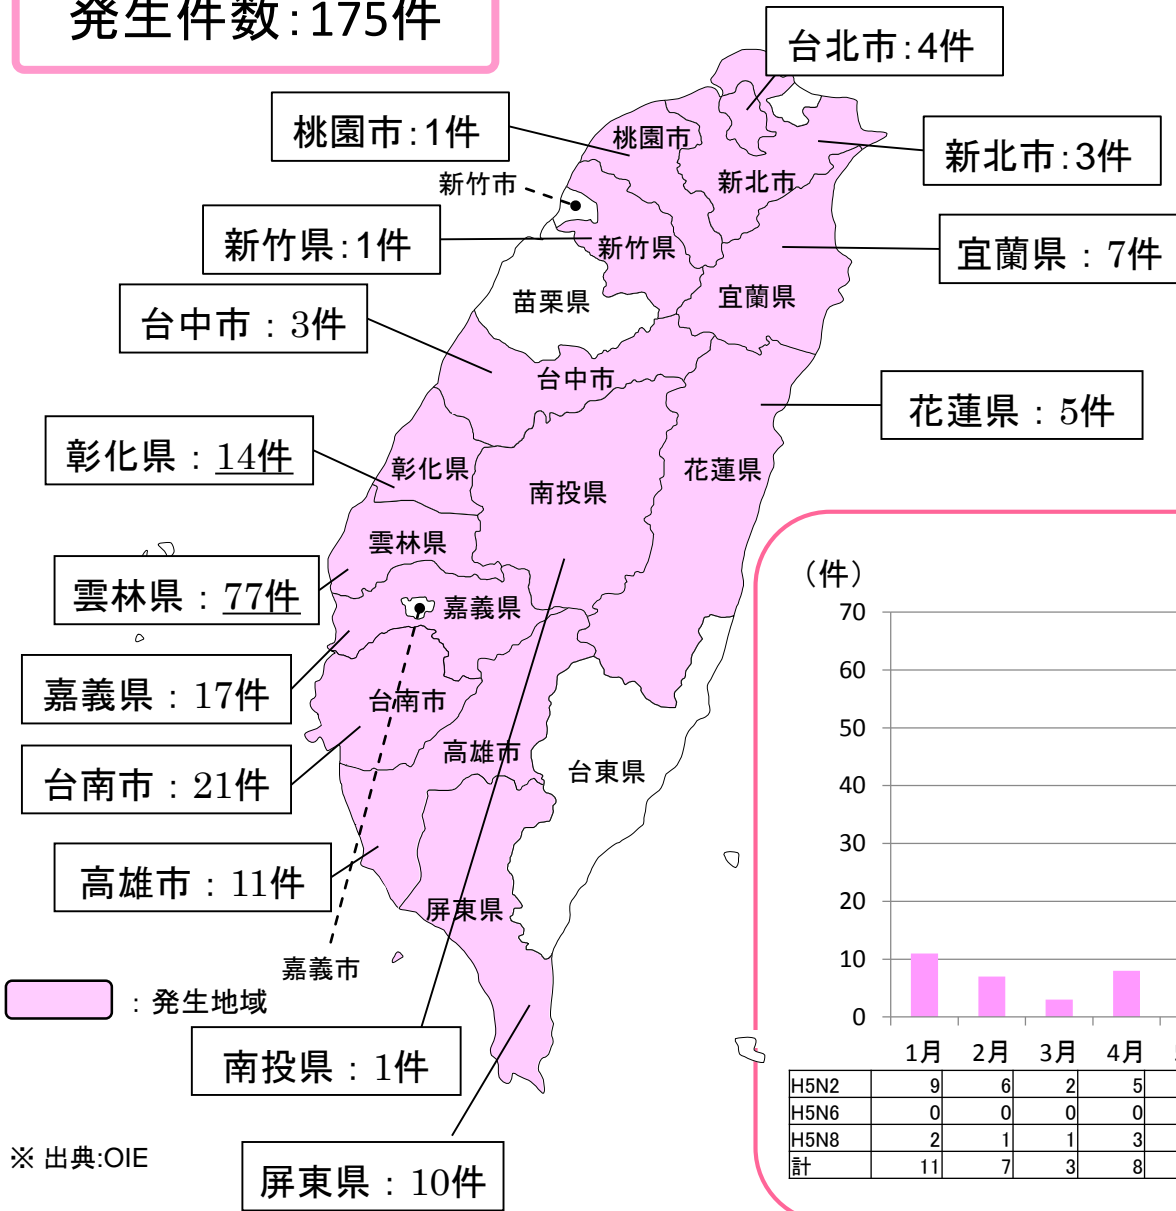 発生件数:175件
台北市:4件
桃園市:1件
桃園市
新北市:3件
新竹市
新北市
新竹県:1件
新竹県
宜蘭県:7件
苗栗県
宜蘭県
台中市:3件
台中市
花蓮県:5件
彰化県:14件
彰化県
南投県
花蓮県
雲林県
雲林県:77件
嘉義県
嘉義県:17件
台南市
台南市:21件
高雄市
台東県
高雄市:11件
屏東県
嘉義市
:発生地域
南投県:1件
※ 出典:OIE
屏東県:10件
(件)
70
60
50
40
30
20
10
0
1月 2月 3月 4月
H5N2 9 6 2 5
H5N6 0 0 0 0
H5N8 2 1 1 3
計 11 7 3 8